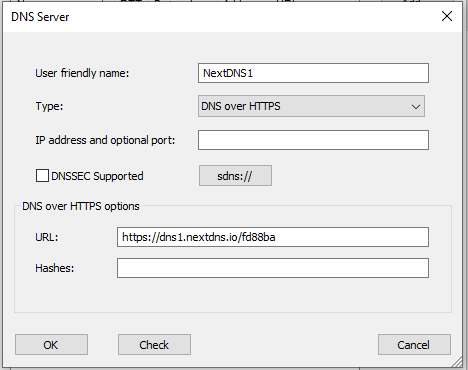 DNS Server
User friendly name: NextDNS1
Type: DNS over HTTPS
IP address and optional port:
DNSSEC Supported sdns://
DNS over HTTPS options
URL: https://dns1.nextdns.io/fd88ba
Hashes:
OK Check Cancel